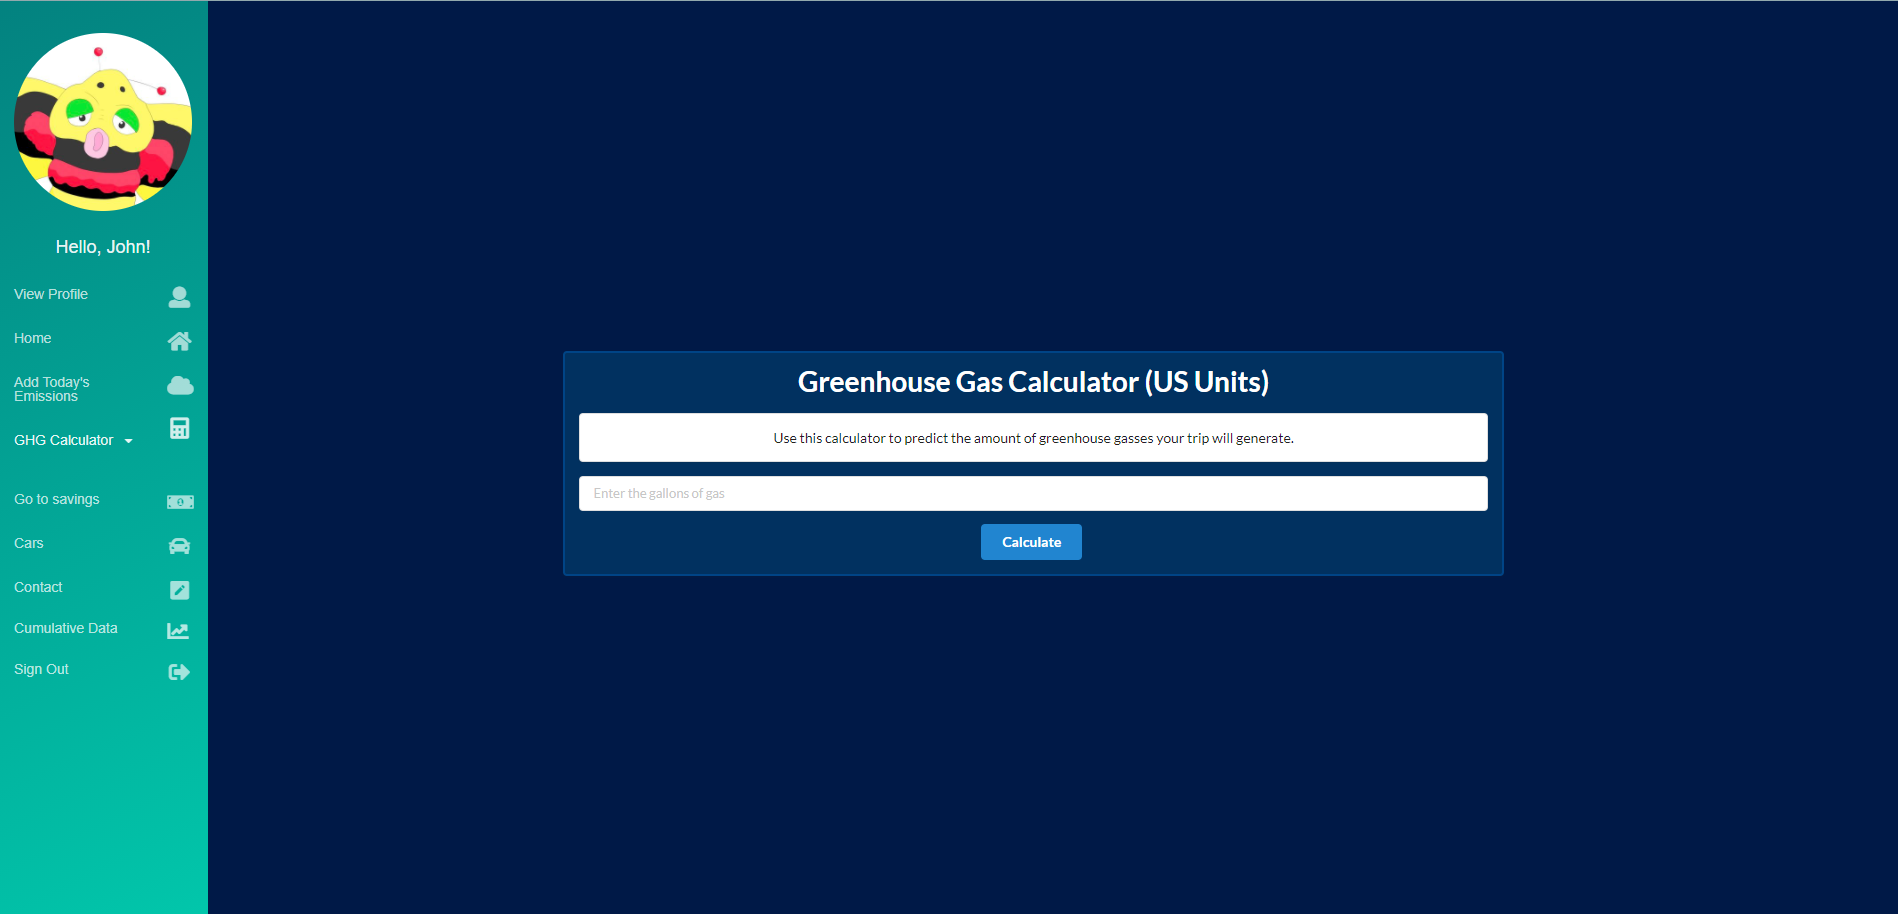 Hello, John!
View Profile
Home
Add Today's
Emissions
GHG Calculator
Go to savings
Cars
Contact
Cumulative Data
Sign Out
Greenhouse Gas Calculator (US Units)
Use this calculator to predict the amount of greenhouse gasses your trip will generate.
Enter the gallons of gas
Calculate